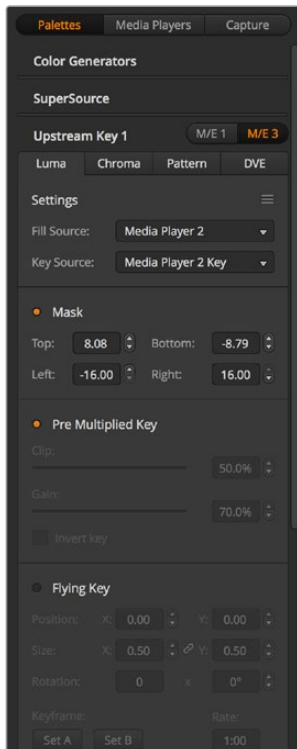 Palettes Media Players Capture
Color Generators
SuperSource
Upstream Key 1 M/E 1 M/E 3
Luma Chroma Pattern DVE
Settings
Fill Source: Media Player 2
Key Source: Media Player 2 Key
Mask
Top: 8.08 Bottom: -8.79
Left: -16.00 Right: 16.00
Pre Multiplied Key
Clip:
50.0%
Gain:
70.0%
Invert key
Flying Key
Position: X: 0.00 Y: 0.00
Size: X: 0.50 Y: 0.50
Rotation: 0 x 0°
Keyframe: Rate:
Set A Set B 1:00